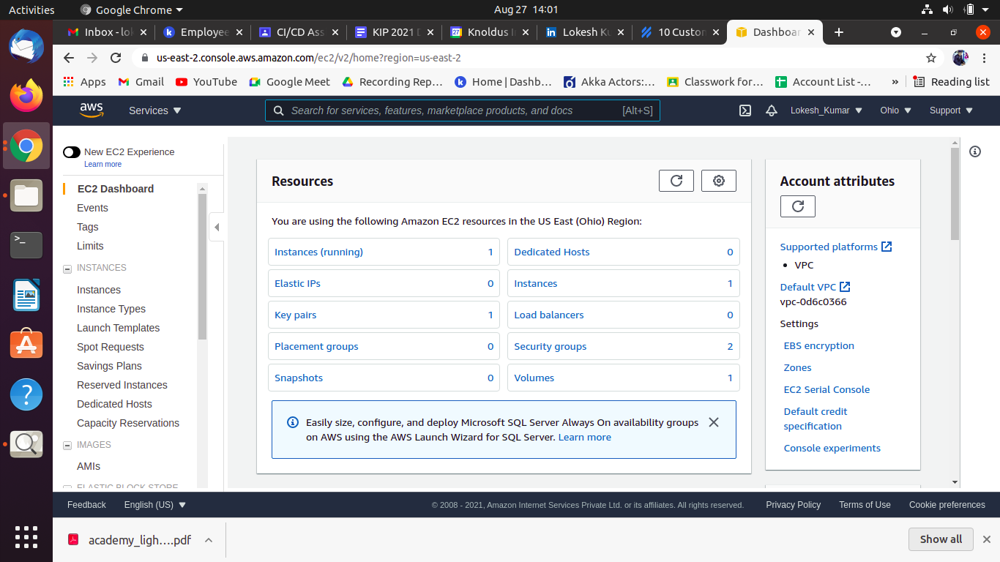 Activities
Google Chrome
Aug 27 14:01
Inbox - lo
Employee
CI/CD Ass
KIP 2021 D
Knoldus I
Lokesh Ku
10 Custom
Dashboar
us-east-2.console.aws.amazon.com/ec2/v2/home?region=us-east-2
Apps
Gmail
YouTube
Google Meet
Recording Rep…
Home | Dashb…
Akka Actors:…
Classwork for…
Account List -…
»
Reading list
aws
Services
Search for services, features, marketplace products, and docs
[Alt+S]
Lokesh_Kumar
Ohio
Support
New EC2 Experience
Learn more
EC2 Dashboard
Events
Tags
Limits
INSTANCES
Instances
Instance Types
Launch Templates
Spot Requests
Savings Plans
Reserved Instances
Dedicated Hosts
Capacity Reservations
IMAGES
AMIs
ELASTIC BLOCK STORE
Resources
You are using the following Amazon EC2 resources in the US East (Ohio) Region:
Instances (running) 1
Dedicated Hosts 0
Elastic IPs 0
Instances 1
Key pairs 1
Load balancers 0
Placement groups 0
Security groups 2
Snapshots 0
Volumes 1
Easily size, configure, and deploy Microsoft SQL Server Always On availability groups
on AWS using the AWS Launch Wizard for SQL Server. Learn more
Account attributes
Supported platforms
• VPC
Default VPC
vpc-0d6c0366
Settings
EBS encryption
Zones
EC2 Serial Console
Default credit
specification
Console experiments
Feedback
English (US)
© 2008 - 2021, Amazon Internet Services Private Ltd. or its affiliates. All rights reserved.
Privacy Policy
Terms of Use
Cookie preferences
academy_ligh….pdf
Show all